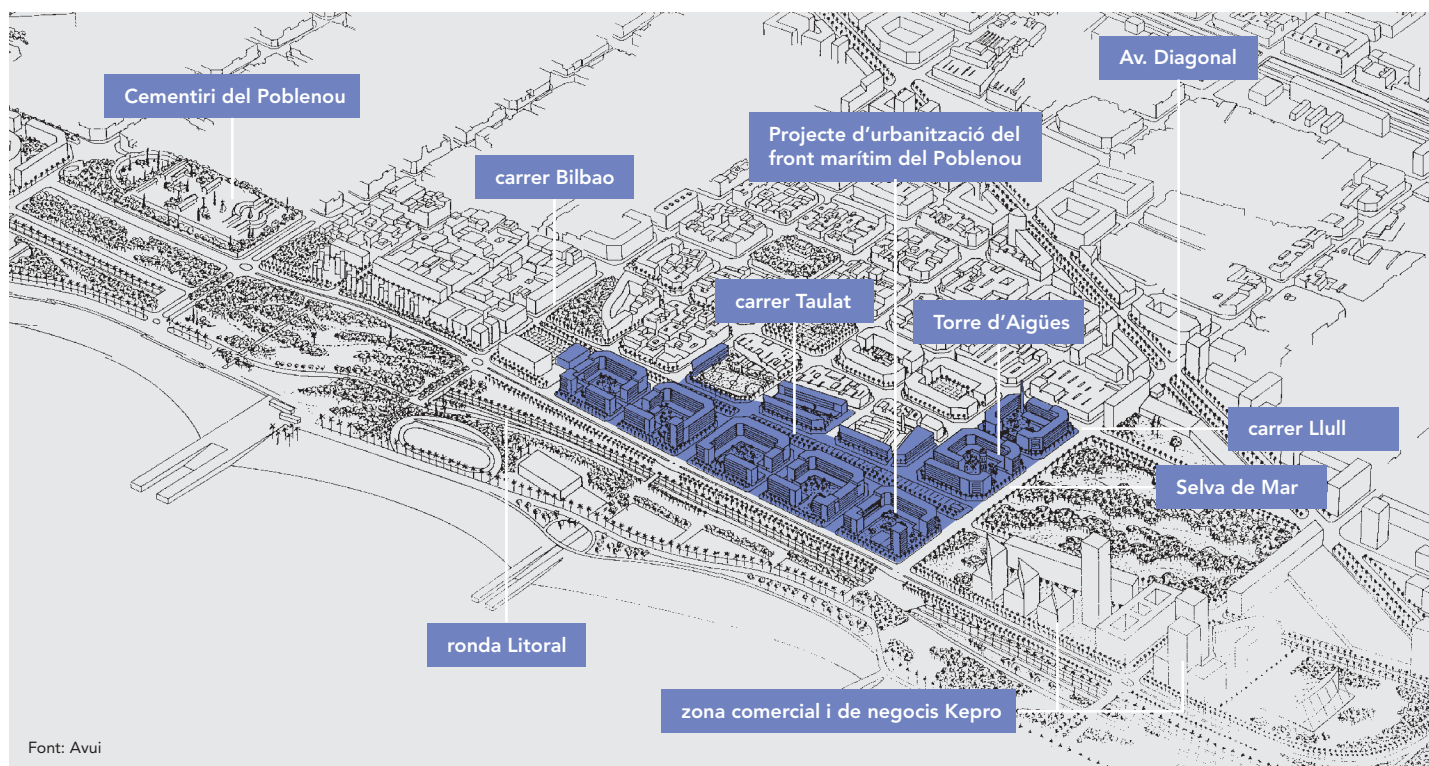 Av. Diagonal
Cementiri del Poblenou
Projecte d’urbanització del
front marítim del Poblenou
carrer Bilbao
carrer Taulat
Torre d’Aigües
carrer Llull
Selva de Mar
ronda Litoral
zona comercial i de negocis Kepro
Font: Avui